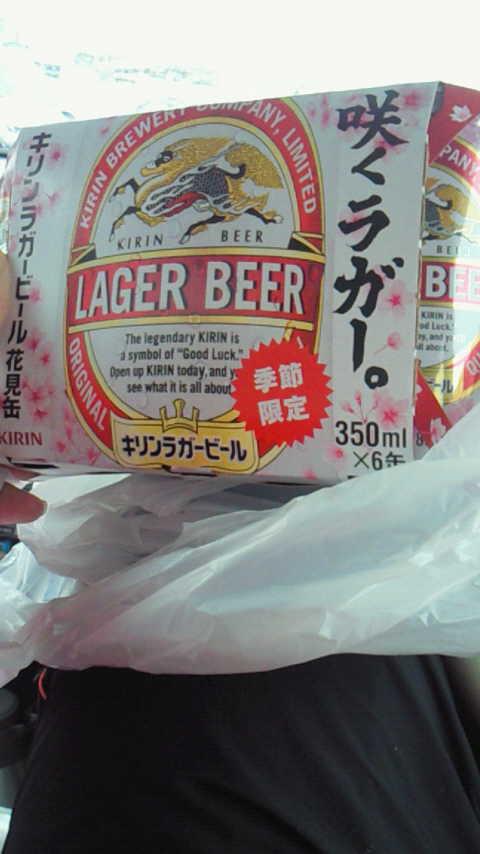 キリンラガービール 花見缶
KIRIN
KIRIN BREWERY COMPANY, LIMITED
KIRIN BEER
LAGER BEER
The legendary KIRIN is
a symbol of "Good Luck."
Open up KIRIN today, and
see what it is all about
ORIGINAL
キリンラガービール
季節
限定
咲くラガー。
350ml
×6缶